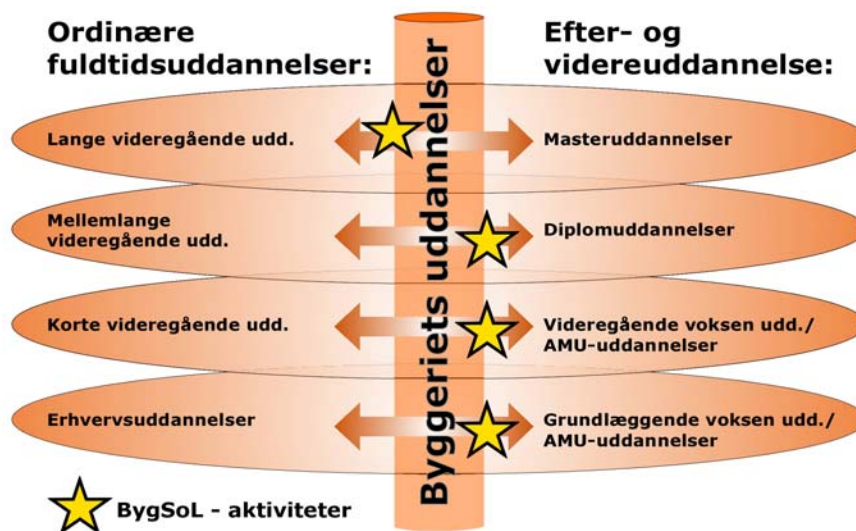 Ordinære
fuldtidsuddannelser:
Efter- og
videreuddannelse:
Byggeriets uddannelser
Lange videregående udd.
Masteruddannelser
Mellemlange
videregående udd.
Diplomuddannelser
Korte videregående udd.
Videregående voksen udd./
AMU-uddannelser
Erhvervsuddannelser
Grundlæggende voksen udd./
AMU-uddannelser
BygSoL - aktiviteter